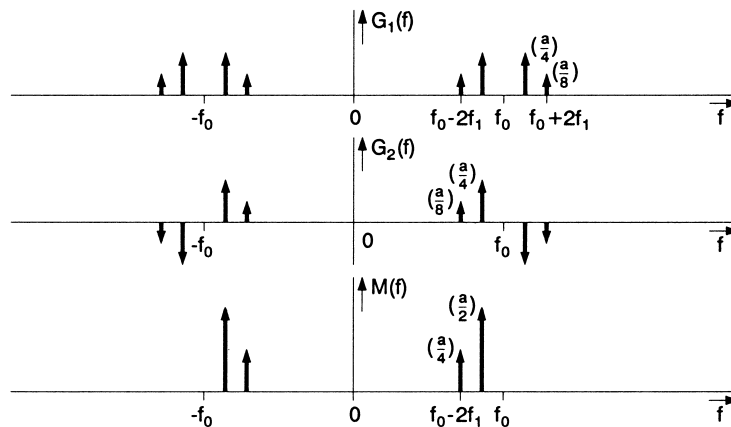 G₁(f)
(a/4)
(a/8)
-f₀ 0 f₀-2f₁ f₀ f₀+2f₁ f
G₂(f)
(a/4)
(a/8)
-f₀ 0 f₀ f
M(f)
(a/2)
(a/4)
-f₀ 0 f₀-2f₁ f₀ f